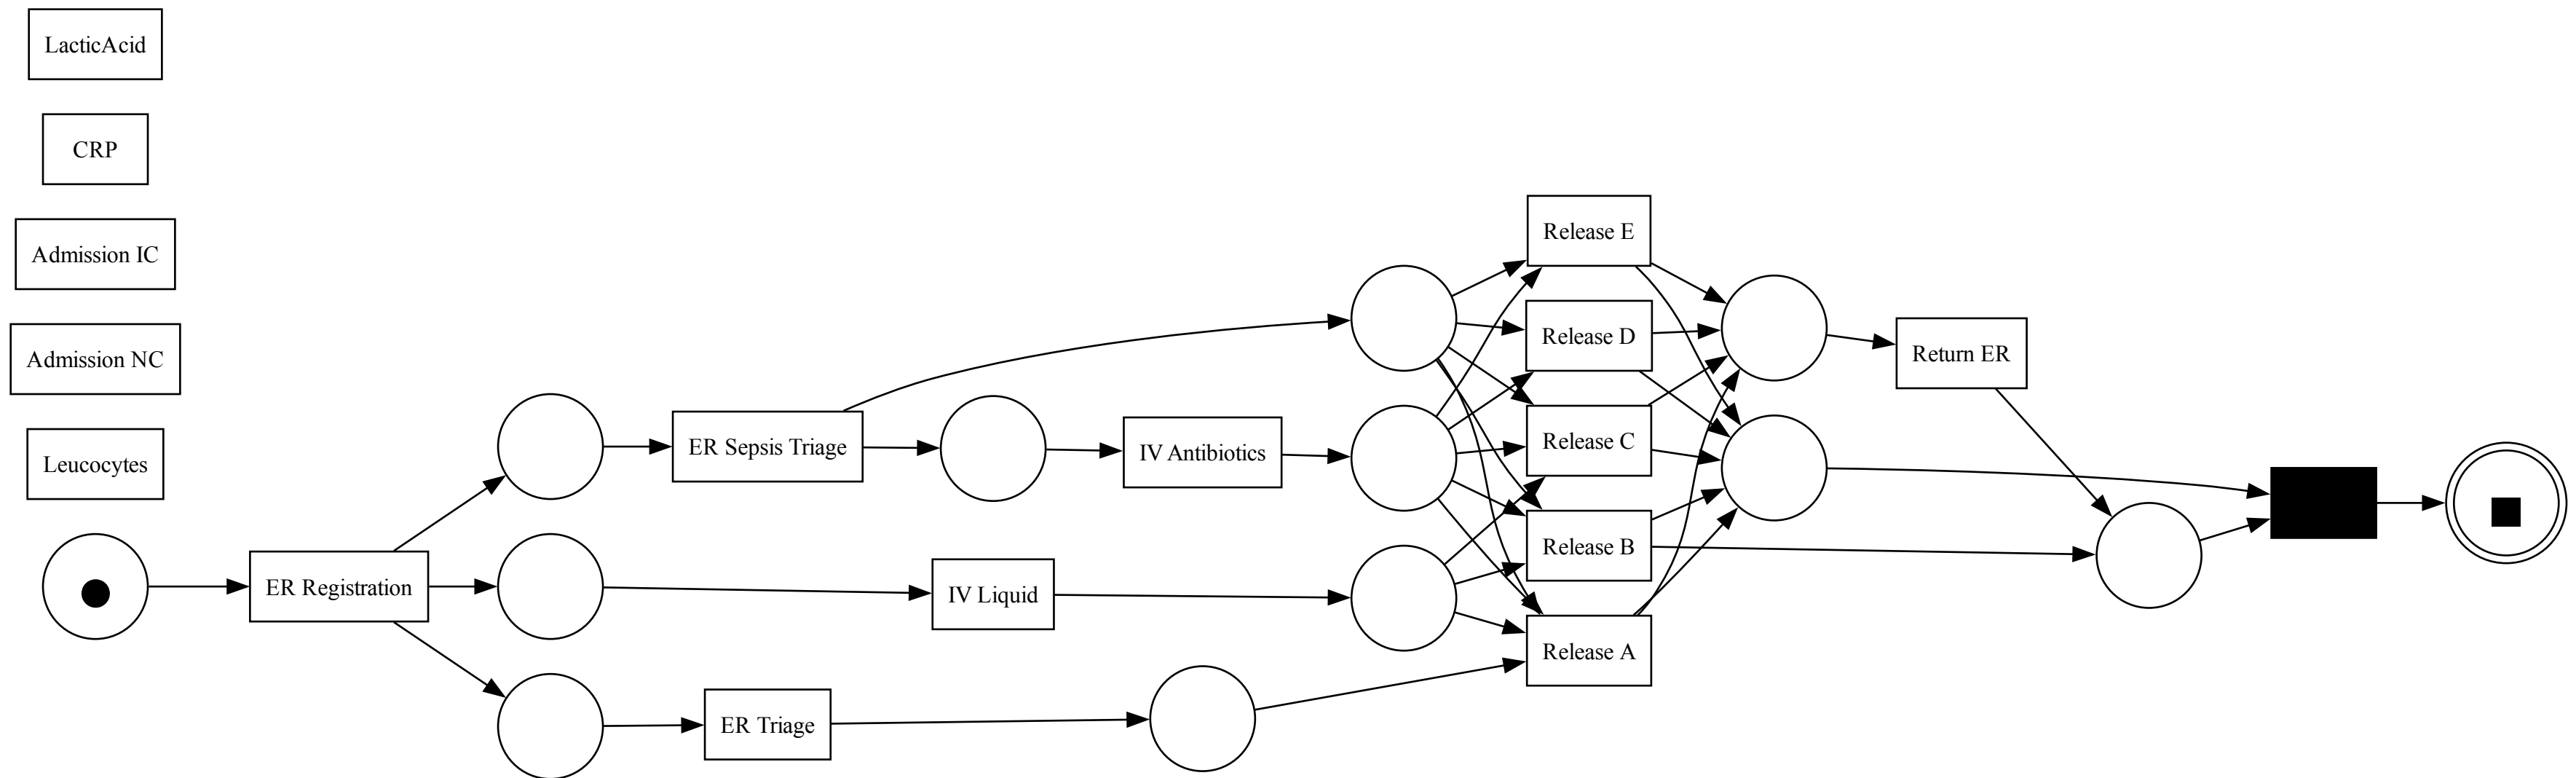 LacticAcid
CRP
Admission IC
Admission NC
Leucocytes
ER Registration
ER Sepsis Triage
IV Antibiotics
IV Liquid
ER Triage
Release E
Release D
Release C
Release B
Release A
Return ER